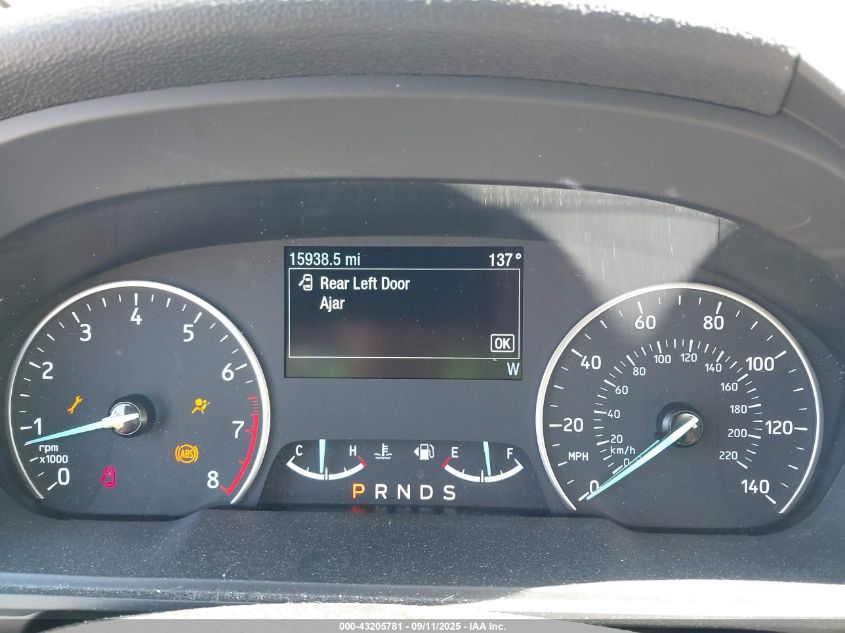 15938.5 mi 137°
Rear Left Door
Ajar
OK
W
0 1 2 3 4 5 6 7 8
rpm
x1000
ABS
C H
E F
P R N D S
0 20 40 60 80 100 120 140
MPH
0 20 40 60 80 100 120 140 160 180 200 220
km/h
000-43205781 - 09/11/2025 - IAA Inc.